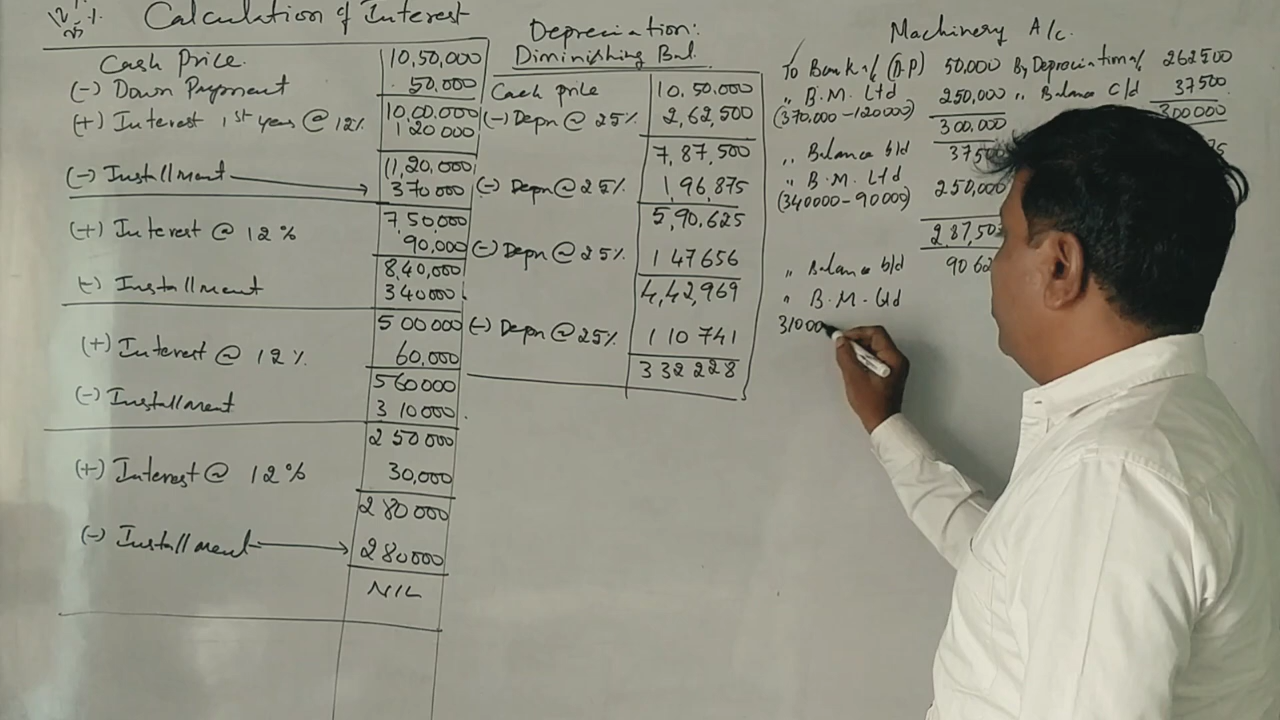 Calculation of Interest
Cash Price. 10,50,000
(-) Down Payment 50,000
10,00,000
(+) Interest 1st year @ 12% 120 000
11,20,000
(-) Installment 370000
7,50,000
(+) Interest @ 12% 90,000
8,40,000
(-) Installment 340000
500000
(+) Interest @ 12% 60,000
560000
(-) Installment 310000
250000
(+) Interest @ 12% 30,000
280000
(-) Installment 280000
NIL
Depreciation:
Diminishing Bal.
Cash price 10,50,000
(-) Depn @ 25% 2,62,500
7,87,500
(-) Depn @ 25% 196,875
5,90,625
(-) Depn @ 25% 147656
4,42,969
(-) Depn @ 25% 110741
332228
Machinery A/c.
To Bank a/c (D.P) 50,000 By Depreciation a/c 262500
" B.M. Ltd 250,000 " Balance c/d 37500
(370,000-120000) 300,000 300000
" Balance b/d
" B.M. Ltd 250,000
(340000-90000)
" Balance b/d
" B.M. Ltd